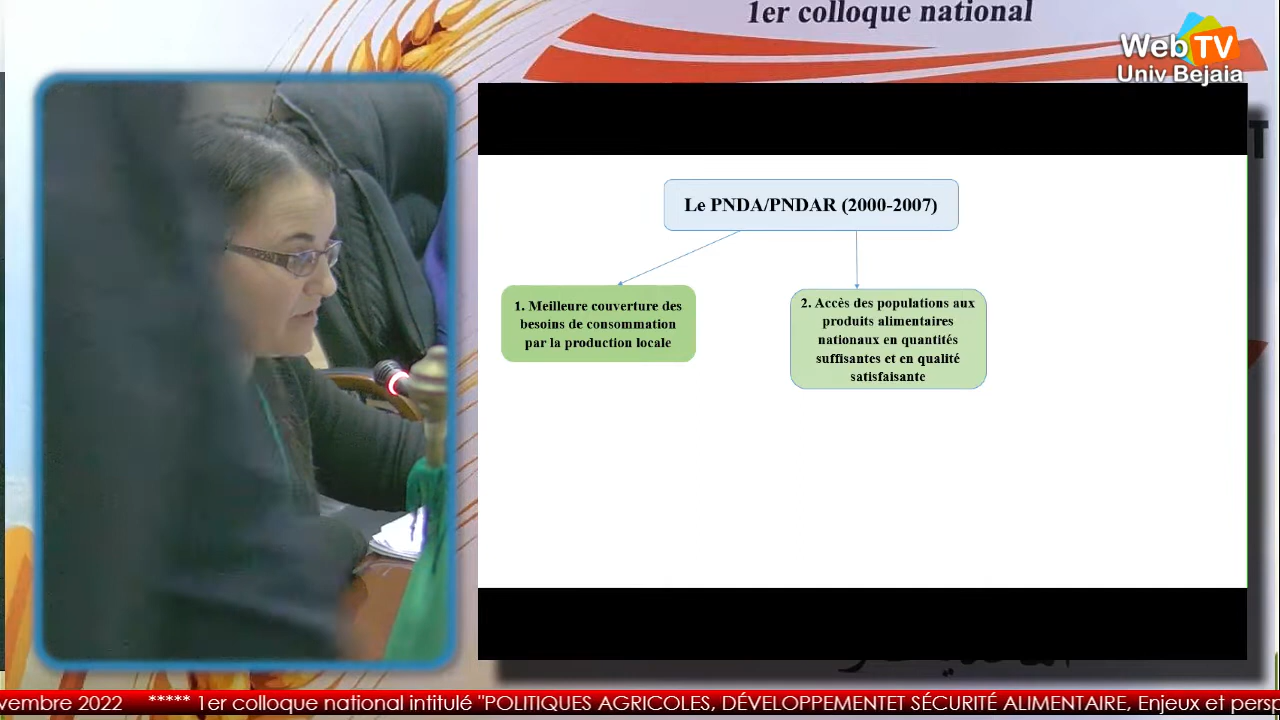 1er colloque national
Web TV
Univ Bejaia
Le PNDA/PNDAR (2000-2007)
1. Meilleure couverture des
besoins de consommation
par la production locale
2. Accès des populations aux
produits alimentaires
nationaux en quantités
suffisantes et en qualité
satisfaisante
vembre 2022 ***** 1er colloque national intitulé "POLITIQUES AGRICOLES, DÉVELOPPEMENTET SÉCURITÉ ALIMENTAIRE, Enjeux et persp